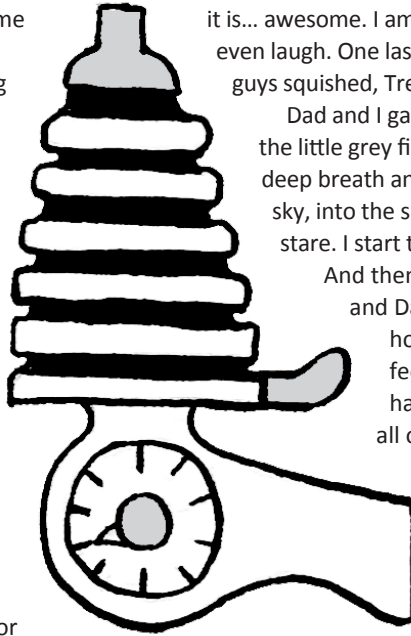 me
g
or
it is... awesome. I am
even laugh. One las
guys squished, Tre
Dad and I ga
the little grey fi
deep breath an
sky, into the s
stare. I start t
And then
and Da
ho
fe
ha
all